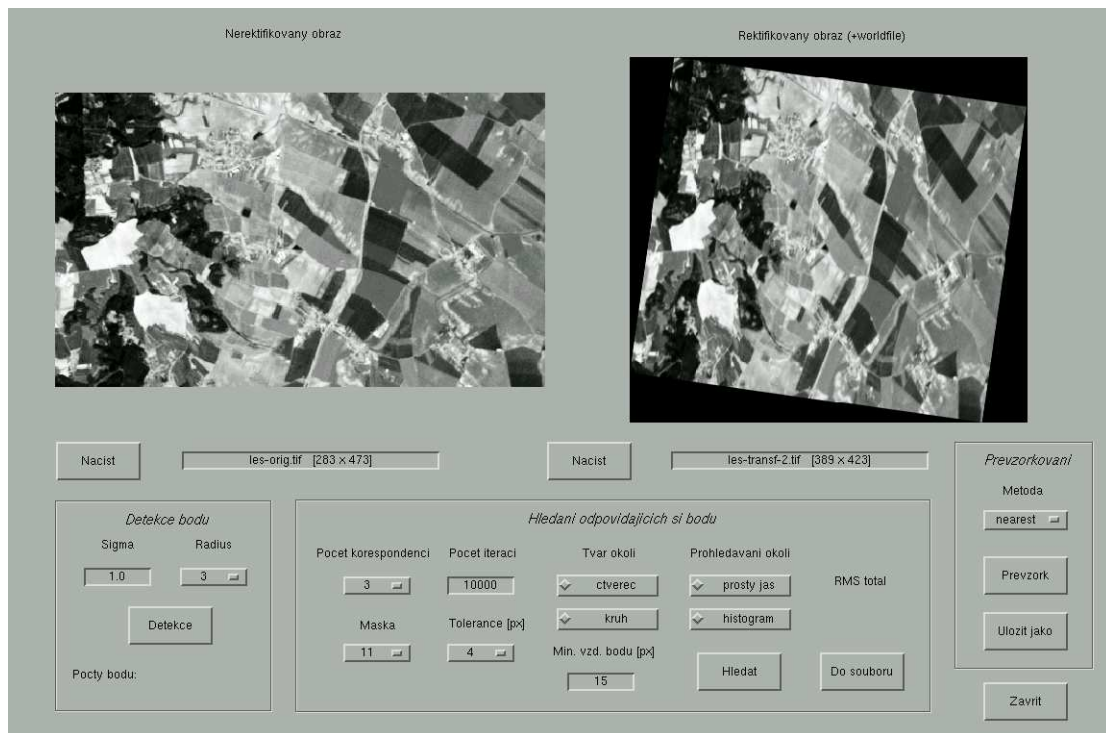 Nerektifikovany obraz
Rektifikovany obraz (+worldfile)
Nacist
les-orig.tif [283 x 473]
Nacist
les-transf-2.tif [389 x 423]
Prevzorkovani
Metoda
nearest
Prevzork
Ulozit jako
Zavrit
Detekce bodu
Sigma
Radius
1.0
3
Detekce
Pocty bodu:
Hledani odpovidajicich si bodu
Pocet korespondenci
Pocet iteraci
Tvar okoli
Prohledavani okoli
3
10000
ctverec
prosty jas
RMS total
Maska
Tolerance [px]
kruh
histogram
11
4
Min. vzd. bodu [px]
15
Hledat
Do souboru